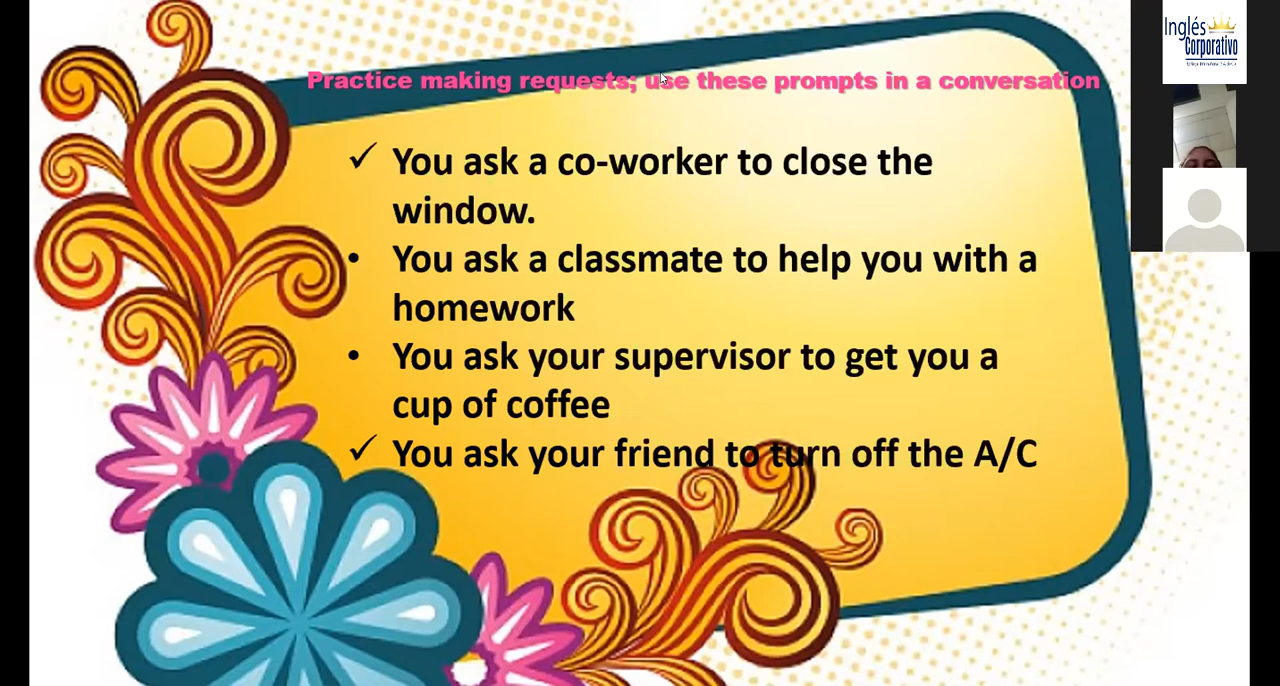 Practice making requests; use these prompts in a conversation
✓ You ask a co-worker to close the
window.
• You ask a classmate to help you with a
homework
• You ask your supervisor to get you a
cup of coffee
✓ You ask your friend to turn off the A/C
Inglés
Corporativo